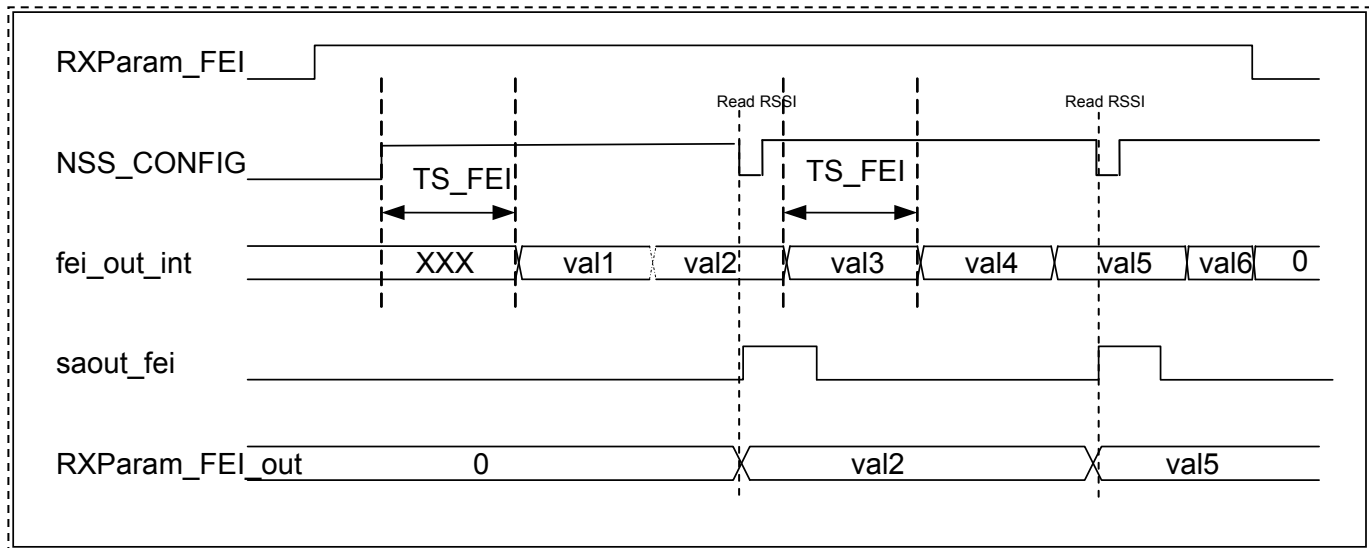 RXParam_FEI
Read RSSI Read RSSI
NSS_CONFIG
TS_FEI TS_FEI
fei_out_int XXX val1 val2 val3 val4 val5 val6 0
saout_fei
RXParam_FEI_out 0 val2 val5